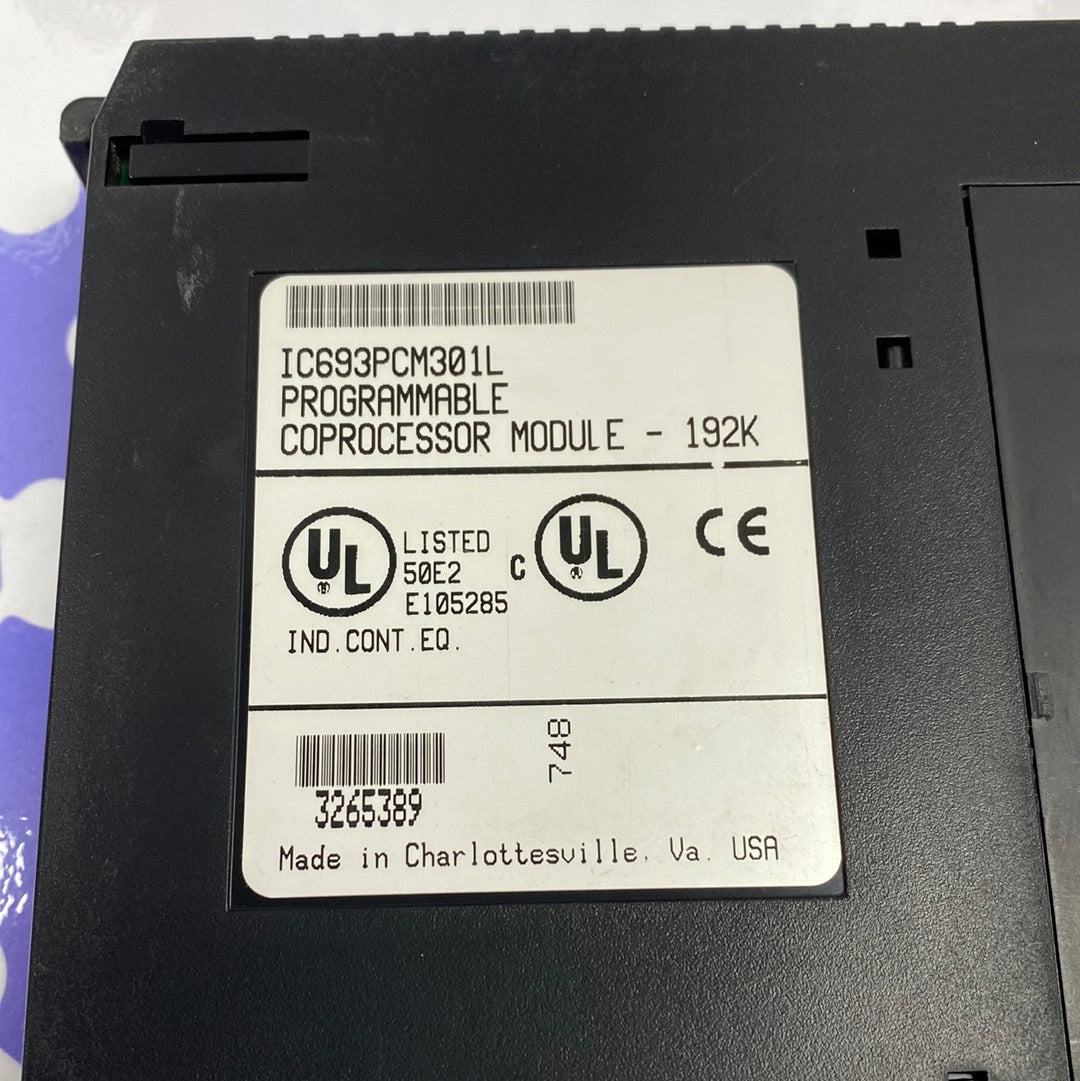 IC693PCM301L
PROGRAMMABLE
COPROCESSOR MODULE - 192K
UL LISTED
50E2
E105285
C UL
CE
IND.CONT.EQ.
748
3265389
Made in Charlottesville, Va. USA